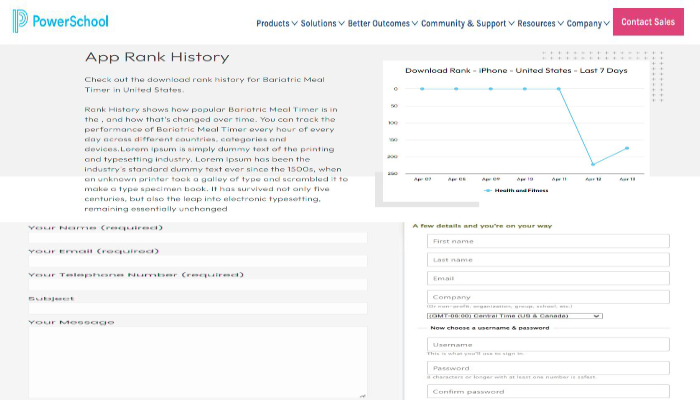 PowerSchool
Products Solutions Better Outcomes Community & Support Resources Company Contact Sales
App Rank History
Check out the download rank history for Bariatric Meal
Timer in United States.
Rank History shows how popular Bariatric Meal Timer is in
the , and how that's changed over time. You can track the
performance of Bariatric Meal Timer every hour of every
day across different countries, categories and
devices.Lorem Ipsum is simply dummy text of the printing
and typesetting industry. Lorem Ipsum has been the
industry's standard dummy text ever since the 1500s, when
an unknown printer took a galley of type and scrambled it to
make a type specimen book. It has survived not only five
centuries, but also the leap into electronic typesetting,
remaining essentially unchanged
Download Rank - iPhone - United States - Last 7 Days
0
50
100
150
200
250
Apr 07 Apr 08 Apr 09 Apr 10 Apr 11 Apr 12 Apr 13
Health and Fitness
Your Name (required)
Your Email (required)
Your Telephone Number (required)
Subject
Your Message
A few details and you're on your way
First name
Last name
Email
Company
(Or non-profit, organization, group, school, etc.)
(GMT-06:00) Central Time (US & Canada)
Now choose a username & password
Username
This is what you'll use to sign in.
Password
8 characters or longer with at least one number is safest.
Confirm password